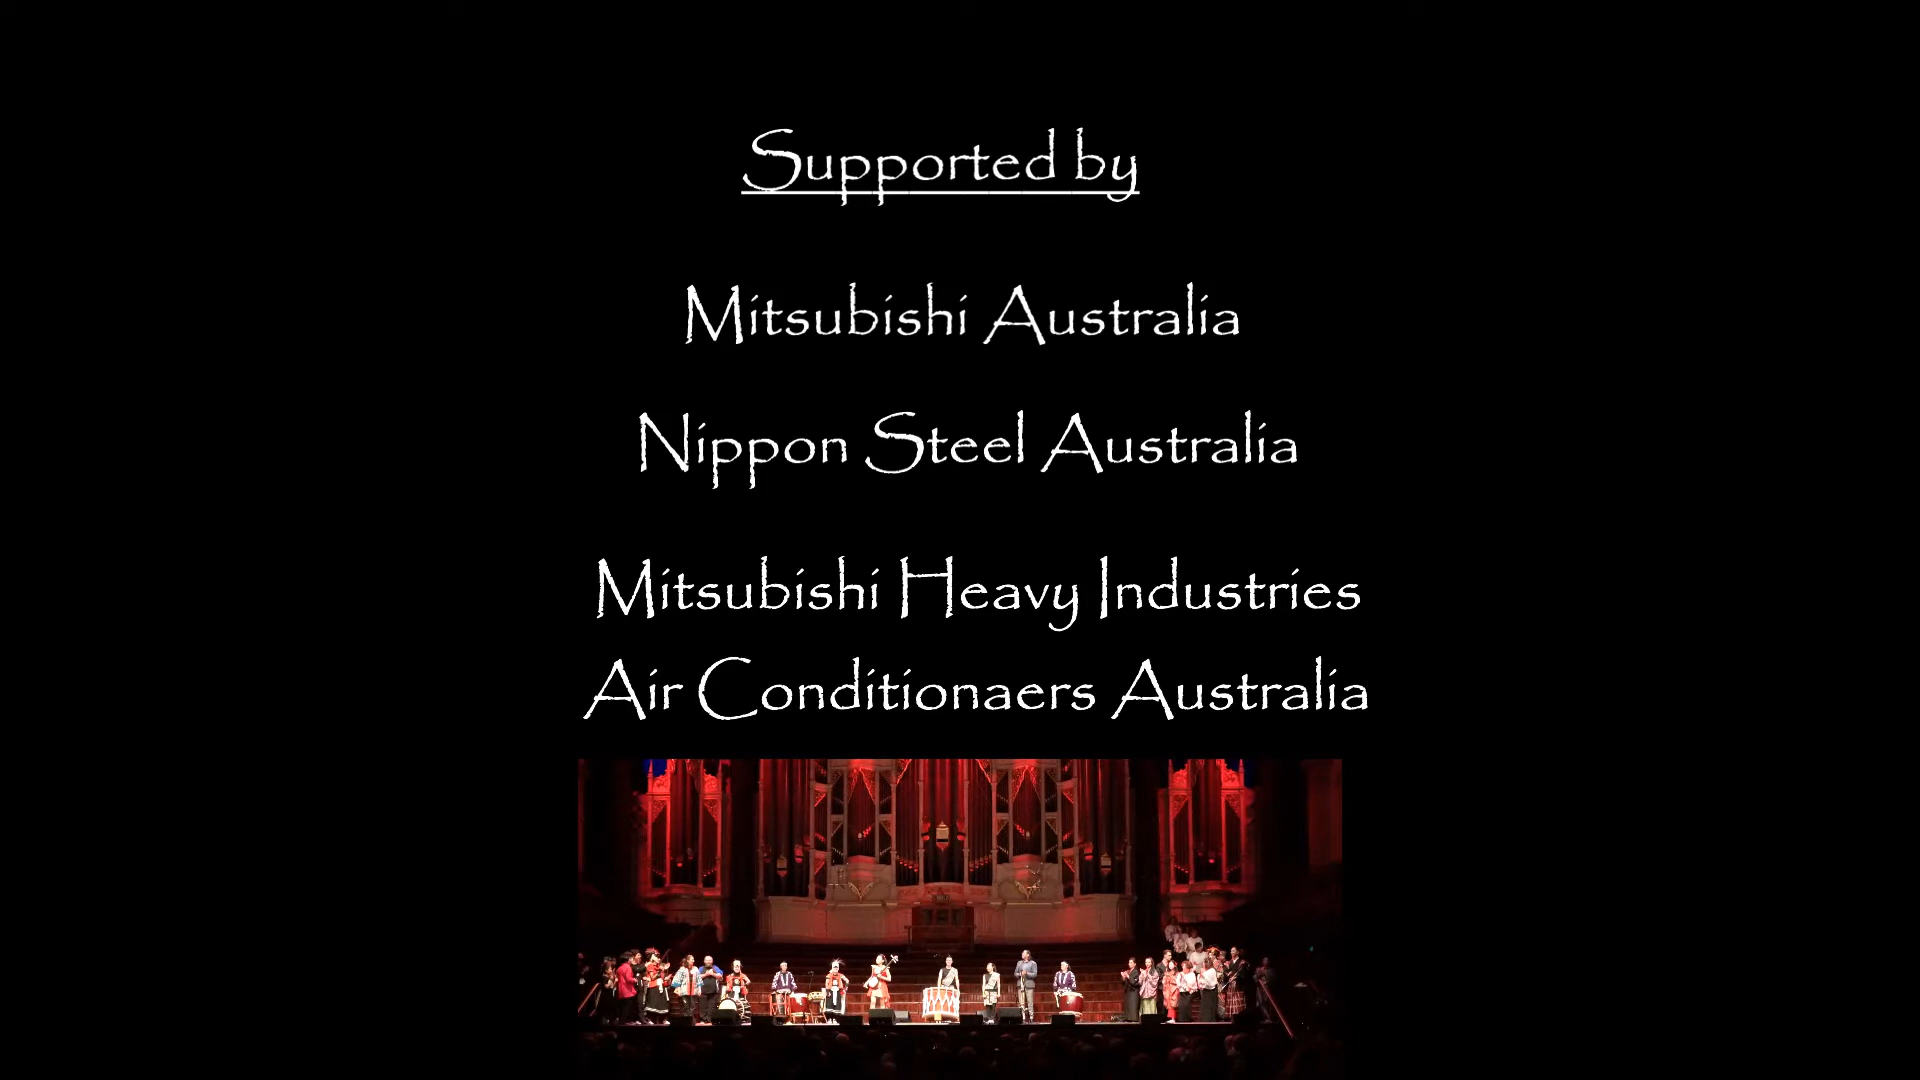 Supported by
Mitsubishi Australia
Nippon Steel Australia
Mitsubishi Heavy Industries
Air Conditionaers Australia